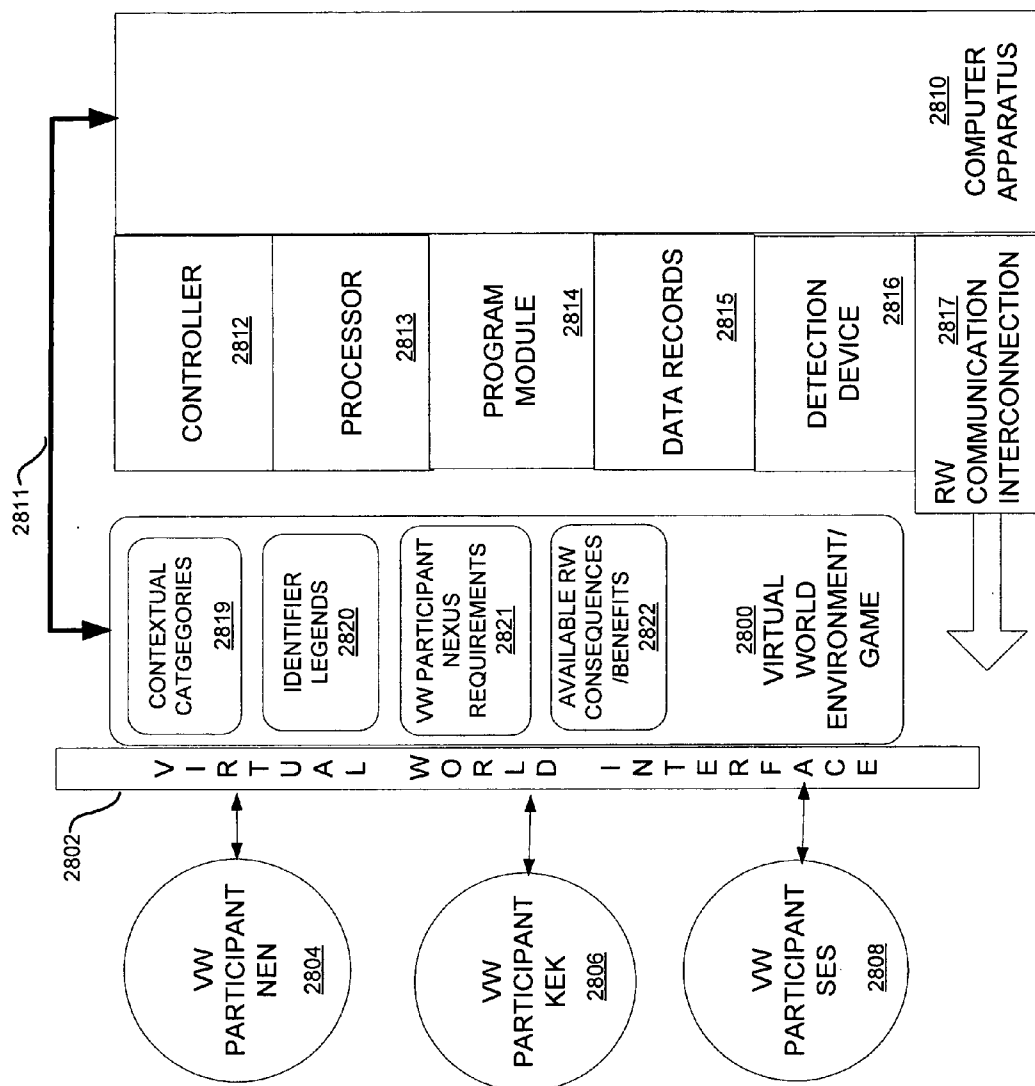 2811
2802
VW
PARTICIPANT
NEN
2804
VW
PARTICIPANT
KEK
2806
VW
PARTICIPANT
SES
2808
VIRTUAL WORLD INTERFACE
CONTEXTUAL
CATGEGORIES
2819
IDENTIFIER
LEGENDS
2820
VW PARTICIPANT
NEXUS
REQUIREMENTS
2821
AVAILABLE RW
CONSEQUENCES
/BENEFITS
2822
2800
VIRTUAL
WORLD
ENVIRONMENT/
GAME
CONTROLLER
2812
PROCESSOR
2813
PROGRAM
MODULE
2814
DATA RECORDS
2815
DETECTION
DEVICE
2816
RW
2817
COMMUNICATION
INTERCONNECTION
2810
COMPUTER
APPARATUS